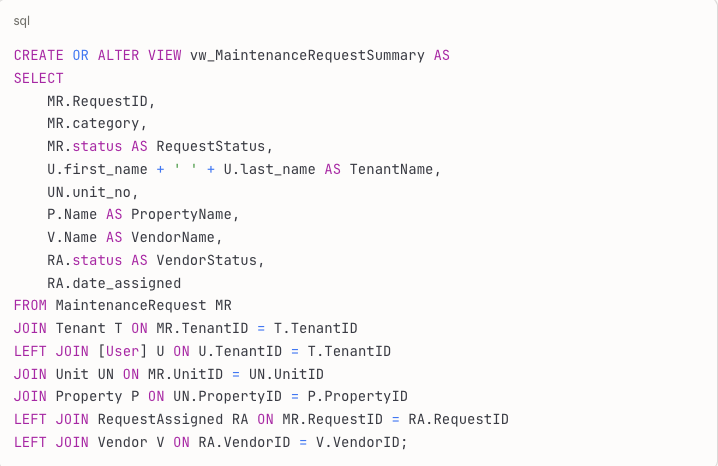 sql
CREATE OR ALTER VIEW vw_MaintenanceRequestSummary AS
SELECT
    MR.RequestID,
    MR.category,
    MR.status AS RequestStatus,
    U.first_name + ' ' + U.last_name AS TenantName,
    UN.unit_no,
    P.Name AS PropertyName,
    V.Name AS VendorName,
    RA.status AS VendorStatus,
    RA.date_assigned
FROM MaintenanceRequest MR
JOIN Tenant T ON MR.TenantID = T.TenantID
LEFT JOIN [User] U ON U.TenantID = T.TenantID
JOIN Unit UN ON MR.UnitID = UN.UnitID
JOIN Property P ON UN.PropertyID = P.PropertyID
LEFT JOIN RequestAssigned RA ON MR.RequestID = RA.RequestID
LEFT JOIN Vendor V ON RA.VendorID = V.VendorID;